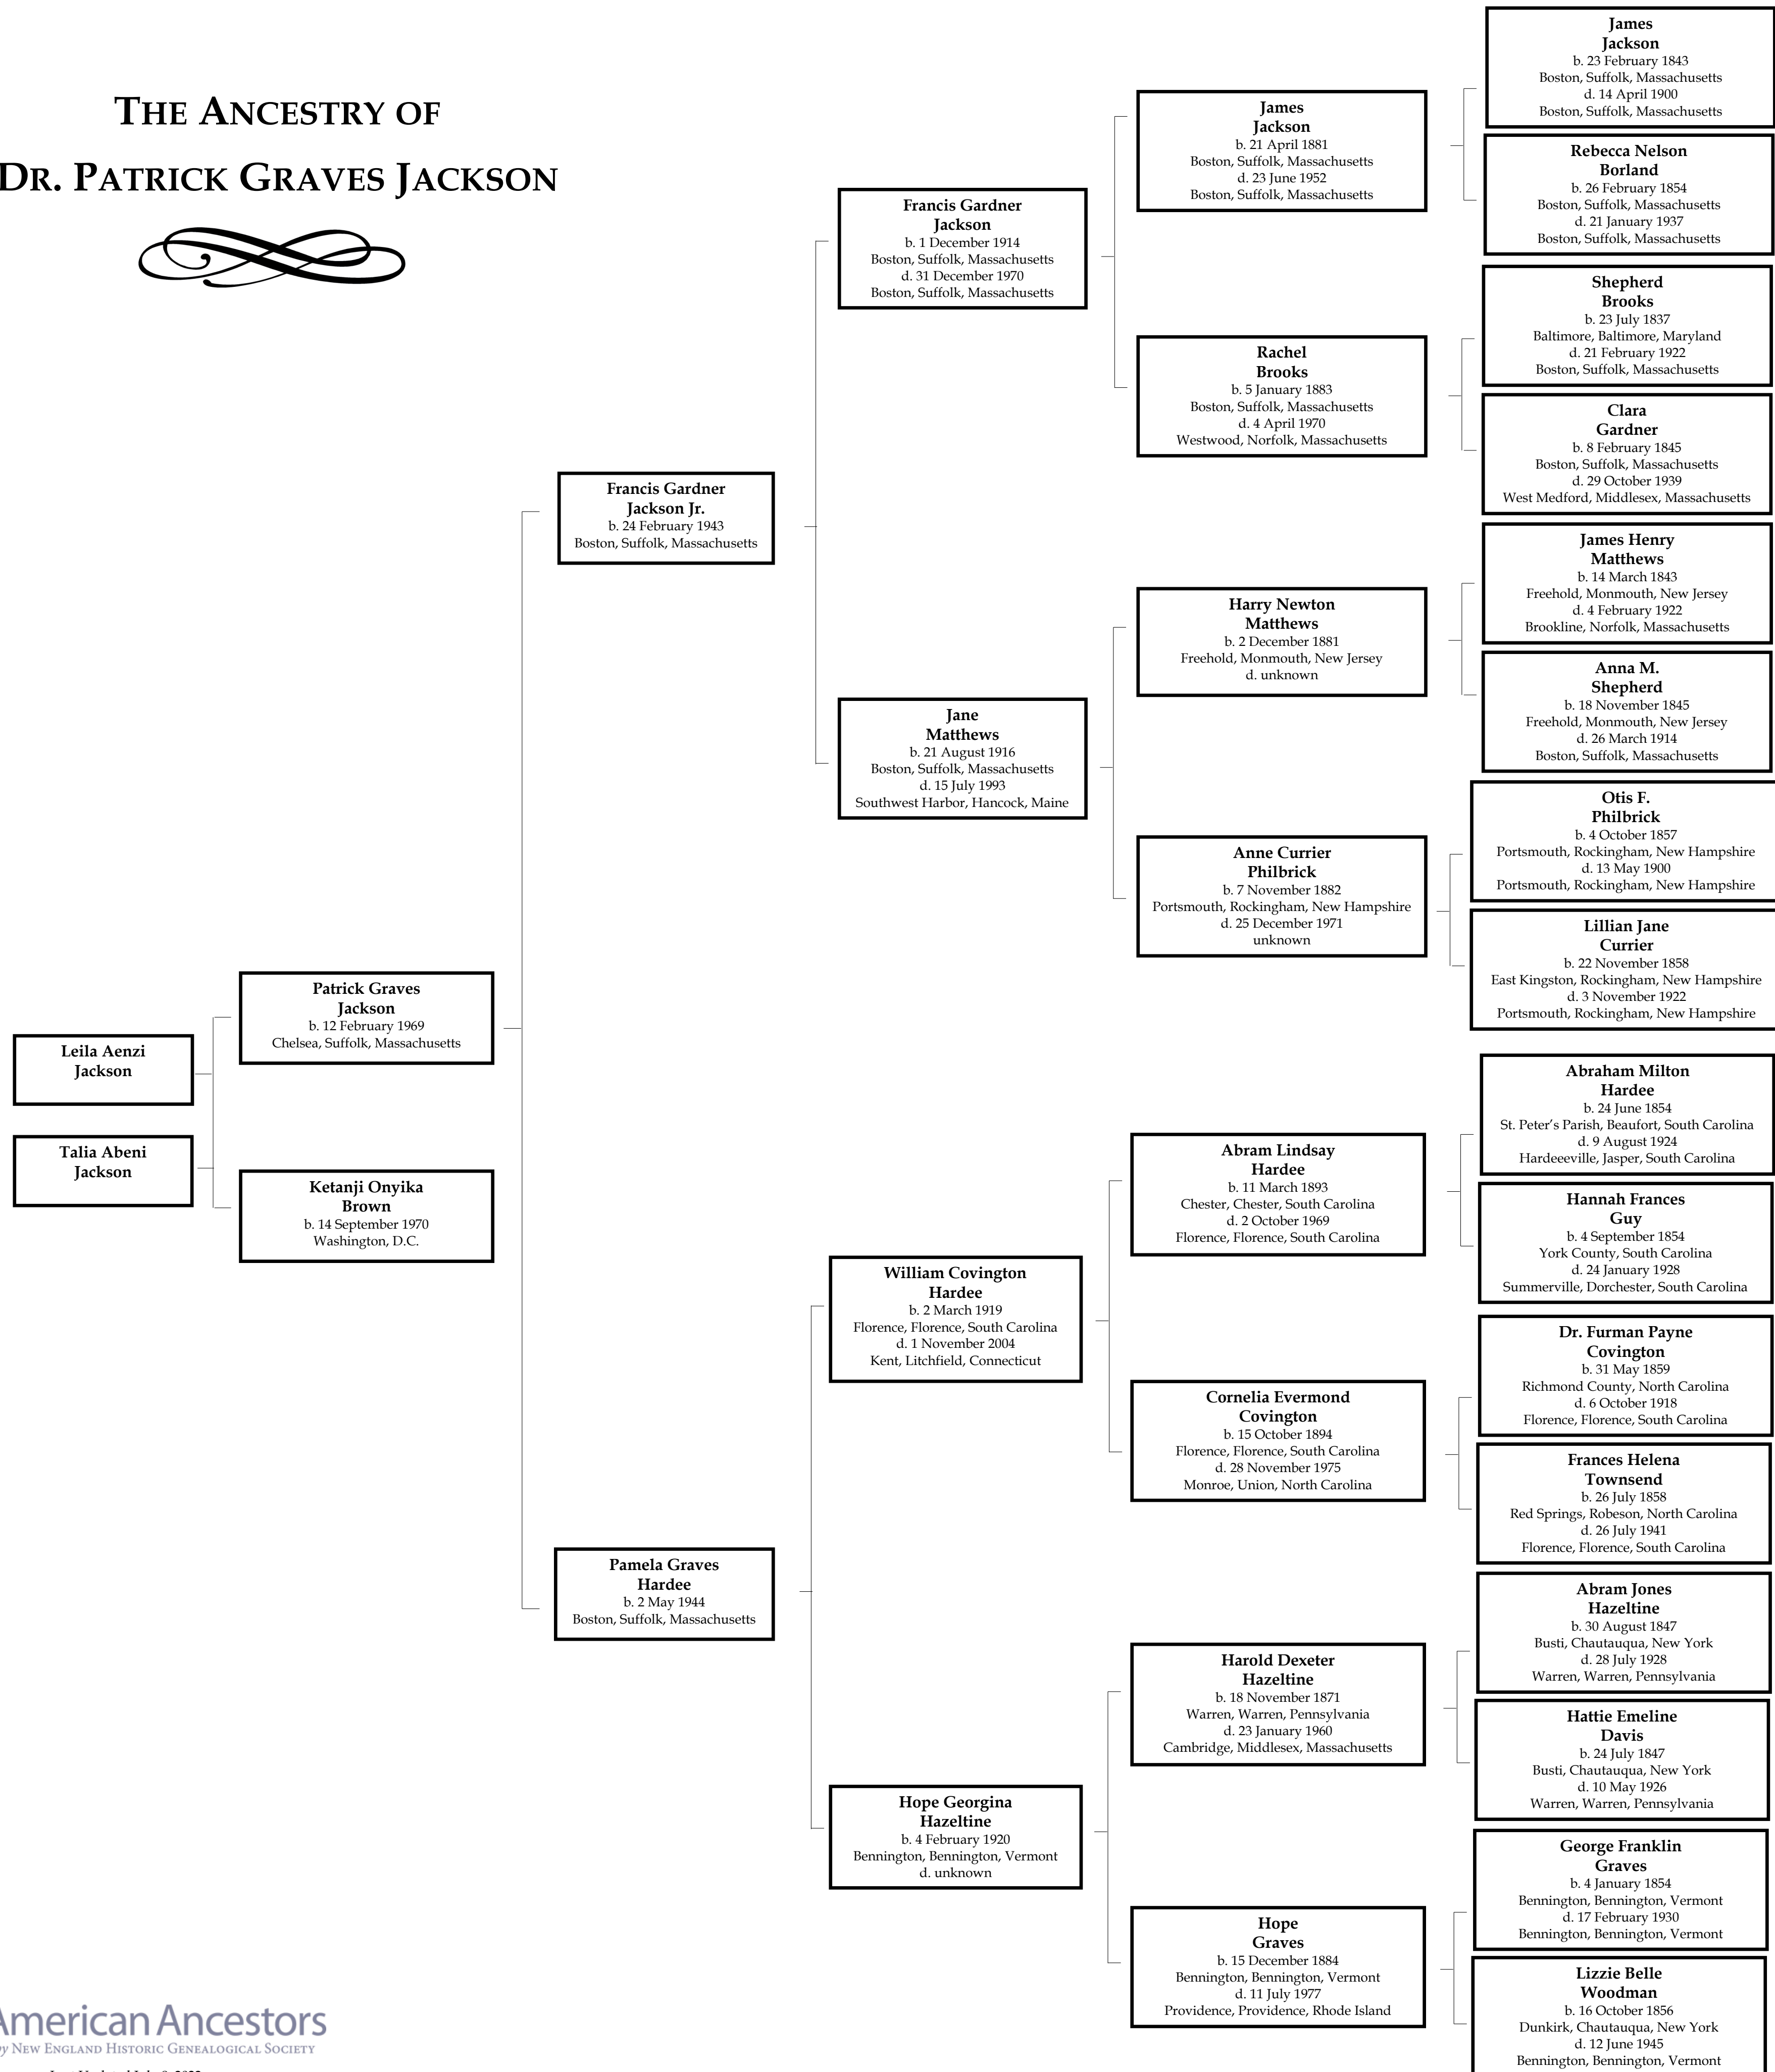 THE ANCESTRY OF
DR. PATRICK GRAVES JACKSON
Leila Aenzi
Jackson
Talia Abeni
Jackson
Patrick Graves
Jackson
b. 12 February 1969
Chelsea, Suffolk, Massachusetts
Ketanji Onyika
Brown
b. 14 September 1970
Washington, D.C.
Francis Gardner
Jackson Jr.
b. 24 February 1943
Boston, Suffolk, Massachusetts
Pamela Graves
Hardee
b. 2 May 1944
Boston, Suffolk, Massachusetts
Francis Gardner
Jackson
b. 1 December 1914
Boston, Suffolk, Massachusetts
d. 31 December 1970
Boston, Suffolk, Massachusetts
Jane
Matthews
b. 21 August 1916
Boston, Suffolk, Massachusetts
d. 15 July 1993
Southwest Harbor, Hancock, Maine
William Covington
Hardee
b. 2 March 1919
Florence, Florence, South Carolina
d. 1 November 2004
Kent, Litchfield, Connecticut
Hope Georgina
Hazeltine
b. 4 February 1920
Bennington, Bennington, Vermont
d. unknown
James
Jackson
b. 21 April 1881
Boston, Suffolk, Massachusetts
d. 23 June 1952
Boston, Suffolk, Massachusetts
Rachel
Brooks
b. 5 January 1883
Boston, Suffolk, Massachusetts
d. 4 April 1970
Westwood, Norfolk, Massachusetts
Harry Newton
Matthews
b. 2 December 1881
Freehold, Monmouth, New Jersey
d. unknown
Anne Currier
Philbrick
b. 7 November 1882
Portsmouth, Rockingham, New Hampshire
d. 25 December 1971
unknown
Abram Lindsay
Hardee
b. 11 March 1893
Chester, Chester, South Carolina
d. 2 October 1969
Florence, Florence, South Carolina
Cornelia Evermond
Covington
b. 15 October 1894
Florence, Florence, South Carolina
d. 28 November 1975
Monroe, Union, North Carolina
Harold Dexeter
Hazeltine
b. 18 November 1871
Warren, Warren, Pennsylvania
d. 23 January 1960
Cambridge, Middlesex, Massachusetts
Hope
Graves
b. 15 December 1884
Bennington, Bennington, Vermont
d. 11 July 1977
Providence, Providence, Rhode Island
James
Jackson
b. 23 February 1843
Boston, Suffolk, Massachusetts
d. 14 April 1900
Boston, Suffolk, Massachusetts
Rebecca Nelson
Borland
b. 26 February 1854
Boston, Suffolk, Massachusetts
d. 21 January 1937
Boston, Suffolk, Massachusetts
Shepherd
Brooks
b. 23 July 1837
Baltimore, Baltimore, Maryland
d. 21 February 1922
Boston, Suffolk, Massachusetts
Clara
Gardner
b. 8 February 1845
Boston, Suffolk, Massachusetts
d. 29 October 1939
West Medford, Middlesex, Massachusetts
James Henry
Matthews
b. 14 March 1843
Freehold, Monmouth, New Jersey
d. 4 February 1922
Brookline, Norfolk, Massachusetts
Anna M.
Shepherd
b. 18 November 1845
Freehold, Monmouth, New Jersey
d. 26 March 1914
Boston, Suffolk, Massachusetts
Otis F.
Philbrick
b. 4 October 1857
Portsmouth, Rockingham, New Hampshire
d. 13 May 1900
Portsmouth, Rockingham, New Hampshire
Lillian Jane
Currier
b. 22 November 1858
East Kingston, Rockingham, New Hampshire
d. 3 November 1922
Portsmouth, Rockingham, New Hampshire
Abraham Milton
Hardee
b. 24 June 1854
St. Peter's Parish, Beaufort, South Carolina
d. 9 August 1924
Hardeeeville, Jasper, South Carolina
Hannah Frances
Guy
b. 4 September 1854
York County, South Carolina
d. 24 January 1928
Summerville, Dorchester, South Carolina
Dr. Furman Payne
Covington
b. 31 May 1859
Richmond County, North Carolina
d. 6 October 1918
Florence, Florence, South Carolina
Frances Helena
Townsend
b. 26 July 1858
Red Springs, Robeson, North Carolina
d. 26 July 1941
Florence, Florence, South Carolina
Abram Jones
Hazeltine
b. 30 August 1847
Busti, Chautauqua, New York
d. 28 July 1928
Warren, Warren, Pennsylvania
Hattie Emeline
Davis
b. 24 July 1847
Busti, Chautauqua, New York
d. 10 May 1926
Warren, Warren, Pennsylvania
George Franklin
Graves
b. 4 January 1854
Bennington, Bennington, Vermont
d. 17 February 1930
Bennington, Bennington, Vermont
Lizzie Belle
Woodman
b. 16 October 1856
Dunkirk, Chautauqua, New York
d. 12 June 1945
Bennington, Bennington, Vermont
American Ancestors
by NEW ENGLAND HISTORIC GENEALOGICAL SOCIETY